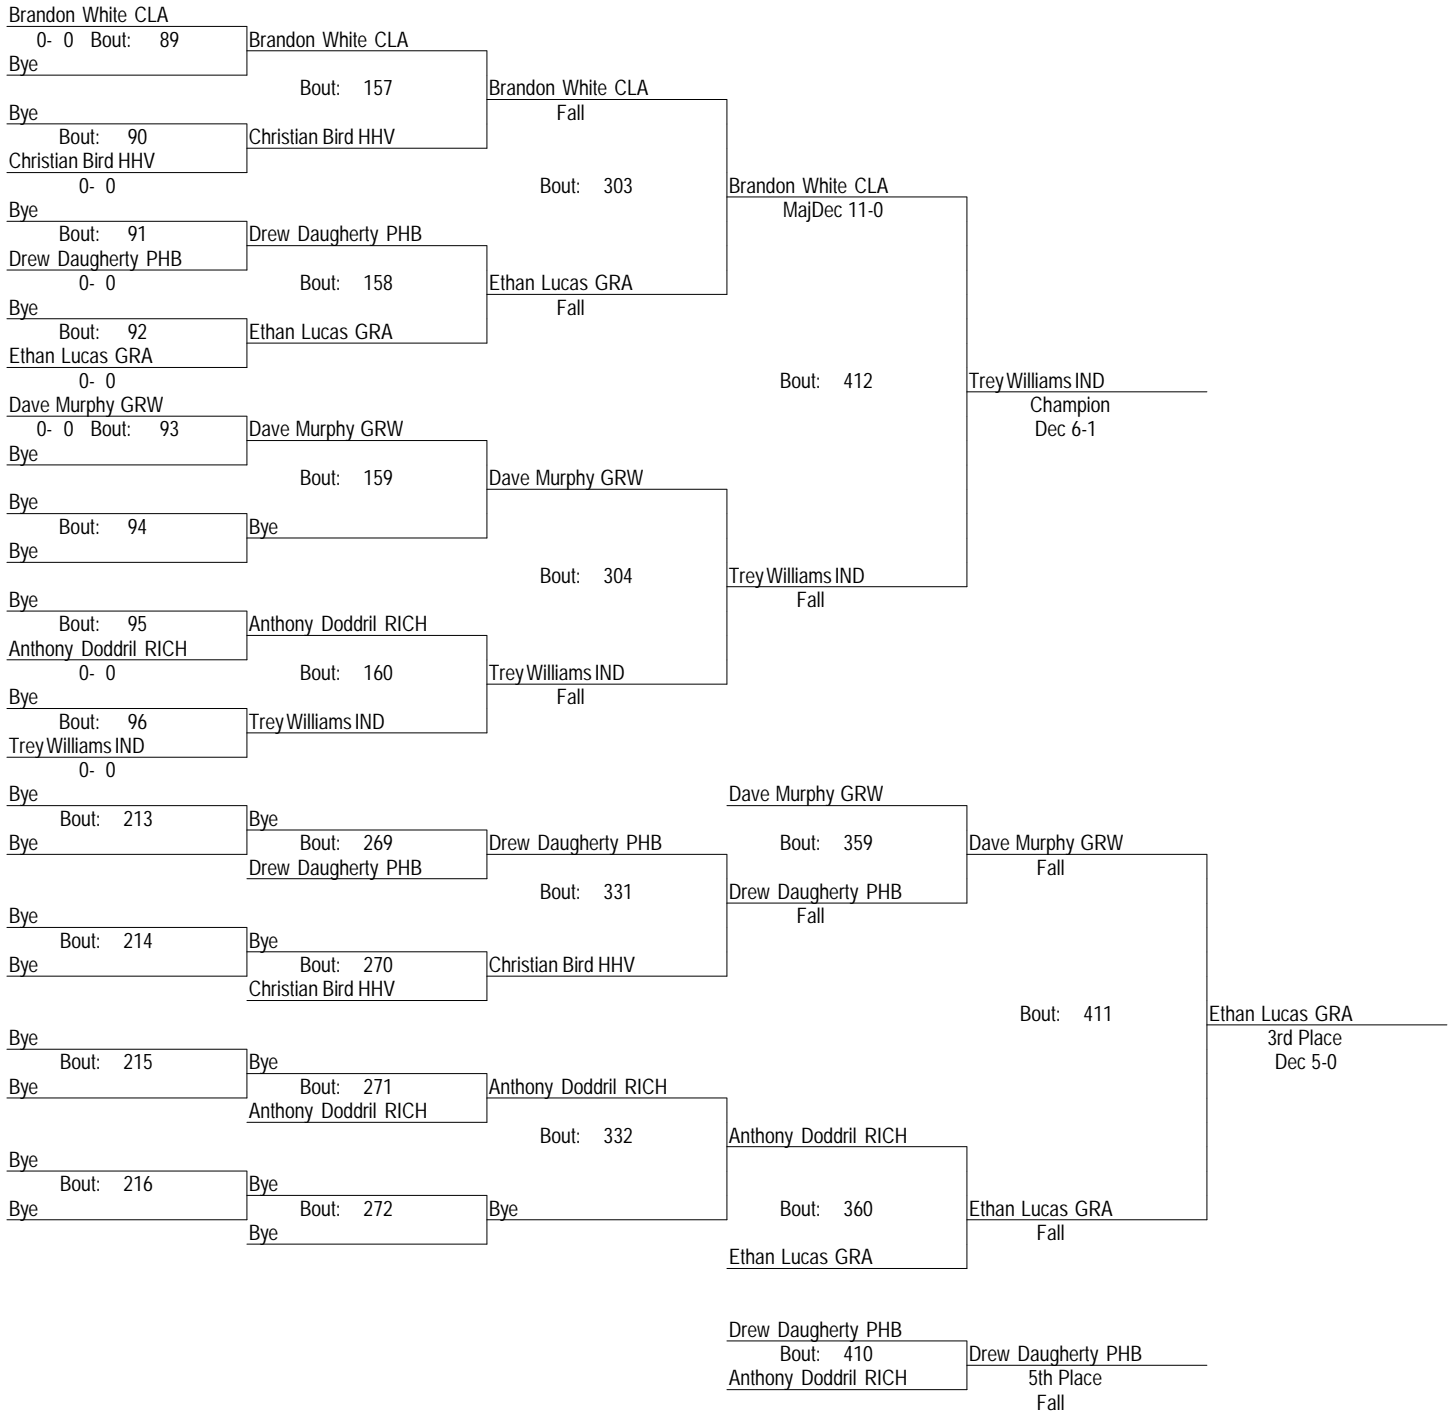 Brandon White CLA
0- 0 Bout: 89 Brandon White CLA
Bye
Bout: 157 Brandon White CLA
Bye Fall
Bout: 90 Christian Bird HHV
Christian Bird HHV
0- 0 Bout: 303 Brandon White CLA
Bye MajDec 11-0
Bout: 91 Drew Daugherty PHB
Drew Daugherty PHB
0- 0 Bout: 158 Ethan Lucas GRA
Bye Fall
Bout: 92 Ethan Lucas GRA
Ethan Lucas GRA
0- 0 Bout: 412 Trey Williams IND
Dave Murphy GRW Champion
0- 0 Bout: 93 Dave Murphy GRW Dec 6-1
Bye
Bout: 159 Dave Murphy GRW
Bye
Bout: 94 Bye
Bye
Bout: 304 Trey Williams IND
Bye Fall
Bout: 95 Anthony Doddril RICH
Anthony Doddril RICH
0- 0 Bout: 160 Trey Williams IND
Bye Fall
Bout: 96 Trey Williams IND
Trey Williams IND
0- 0
Bye Dave Murphy GRW
Bout: 213 Bye
Bye Bout: 269 Drew Daugherty PHB Bout: 359 Dave Murphy GRW
Drew Daugherty PHB Fall
Bout: 331 Drew Daugherty PHB
Bye Fall
Bout: 214 Bye
Bye Bout: 270 Christian Bird HHV
Christian Bird HHV
Bout: 411 Ethan Lucas GRA
Bye 3rd Place
Bout: 215 Bye Dec 5-0
Bye Bout: 271 Anthony Doddril RICH
Anthony Doddril RICH
Bout: 332 Anthony Doddril RICH
Bye
Bout: 216 Bye
Bye Bout: 272 Bye Bout: 360 Ethan Lucas GRA
Bye Fall
Ethan Lucas GRA
Drew Daugherty PHB
Bout: 410 Drew Daugherty PHB
Anthony Doddril RICH 5th Place
Fall